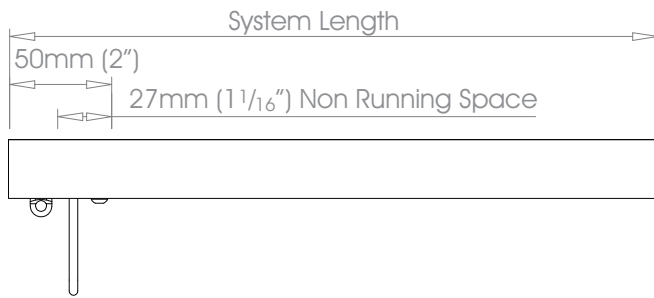 System Length
50mm (2”)
27mm (1 1/16”) Non Running Space